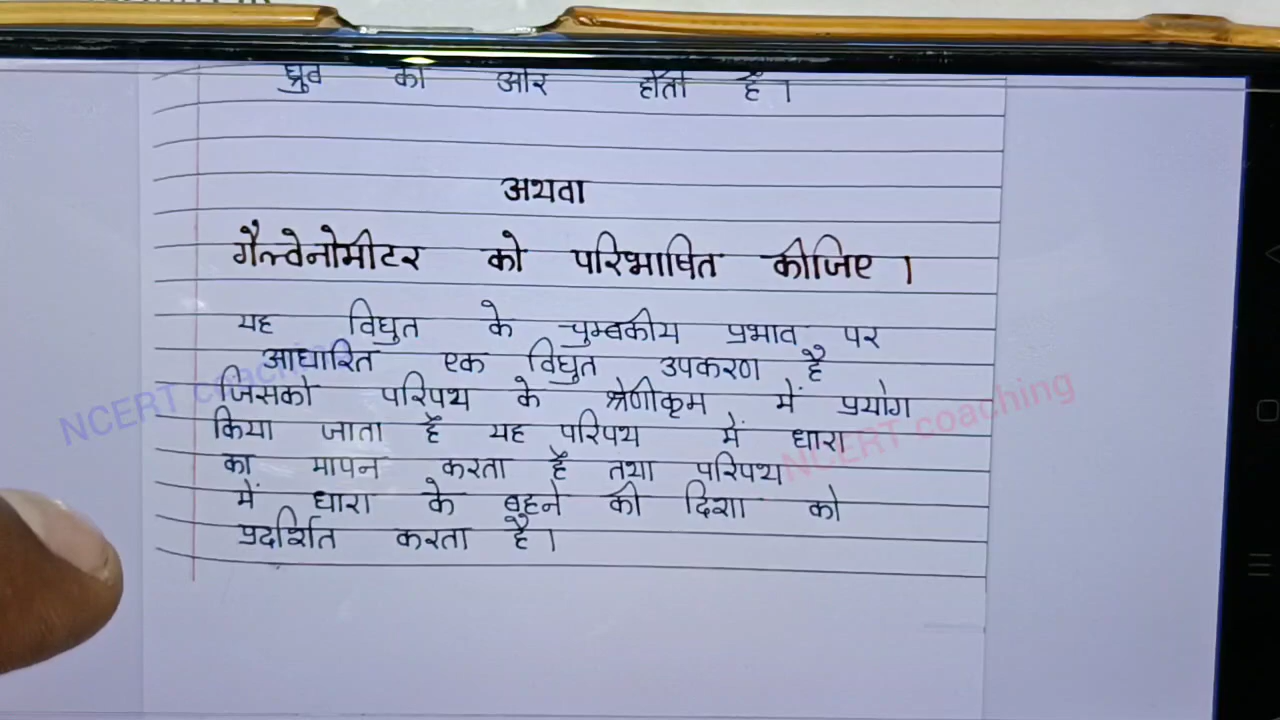 ध्रुव की ओर होती है।
अथवा
गैल्वेनोमीटर को परिभाषित कीजिए।
यह विद्युत के चुम्बकीय प्रभाव पर
आधारित एक विद्युत उपकरण है
जिसको परिपथ के श्रेणीकृम में प्रयोग
किया जाता है यह परिपथ में धारा
का मापन करता है तथा परिपथ
में धारा के बहने की दिशा को
प्रदर्शित करता है।
NCERT coaching
NCERT coaching